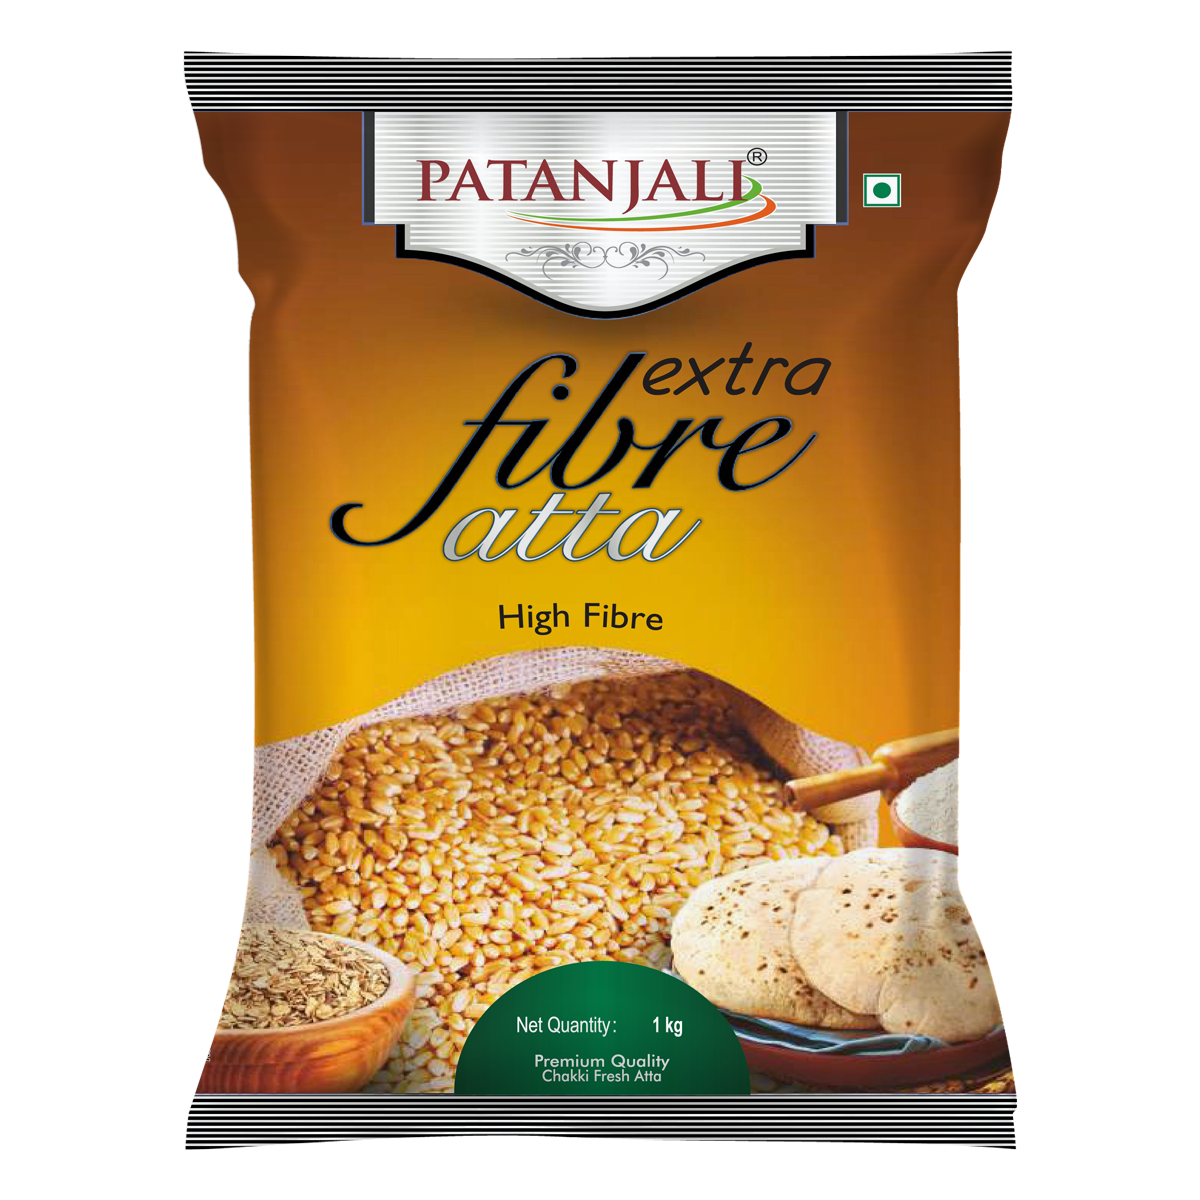 PATANJALI®
extra
fibre
atta
High Fibre
Net Quantity: 1 kg
Premium Quality
Chakki Fresh Atta